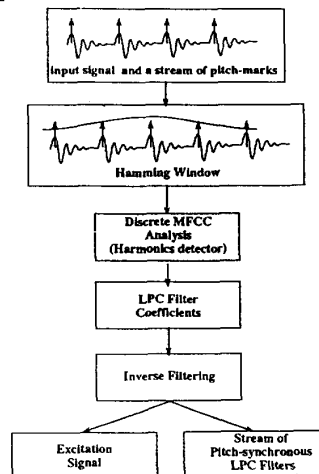 input signal and a stream of pitch-marks
Hamming Window
Discrete MFCC
Analysis
(Harmonics detector)
LPC Filter
Coefficients
Inverse Filtering
Excitation
Signal
Stream of
Pitch-synchronous
LPC Filters